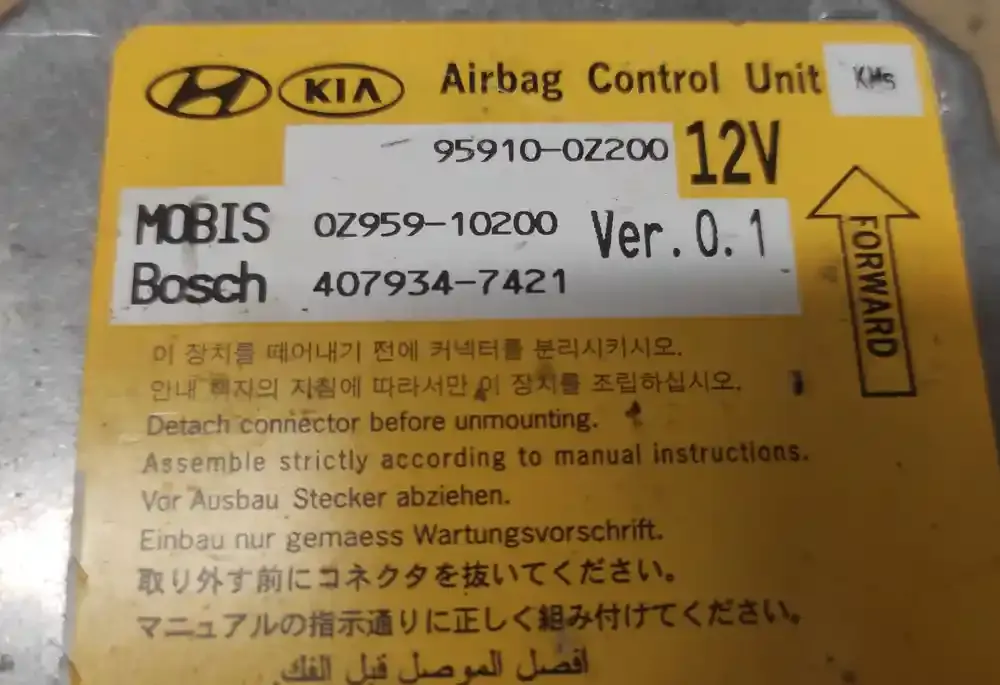 KIA Airbag Control Unit KMs
95910-0Z200 12V
MOBIS 0Z959-10200 Ver.0.1
Bosch 407934-7421
FORWARD
이 장치를 떼어내기 전에 커넥터를 분리시키시오.
안내 책자의 지침에 따라서만 이 장치를 조립하십시오.
Detach connector before unmounting.
Assemble strictly according to manual instructions.
Vor Ausbau Stecker abziehen.
Einbau nur gemaess Wartungsvorschrift.
取り外す前にコネクタを抜いてください。
マニュアルの指示通りに正しく組み付けてください。
افصل الموصل قبل الفك